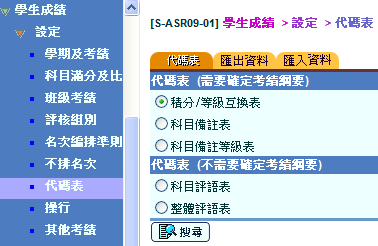 學生成績
設定
學期及考績
科目滿分及比
班級考績
評核組別
名次編排準則
不排名次
代碼表
操行
其他考績
[S-ASR09-01] 學生成績 > 設定 > 代碼表
代碼表 匯出資料 匯入資料
代碼表 (需要確定考績綱要)
積分/等級互換表
科目備註表
科目備註等級表
代碼表 (不需要確定考績綱要)
科目評語表
整體評語表
搜尋